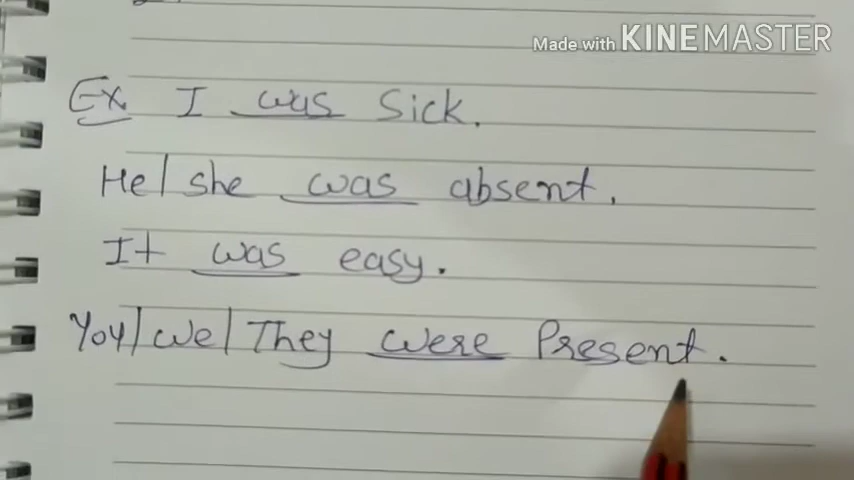 Made with KINEMASTER
Ex I was Sick.
He/she was absent.
It was easy.
You/we/They were Present.